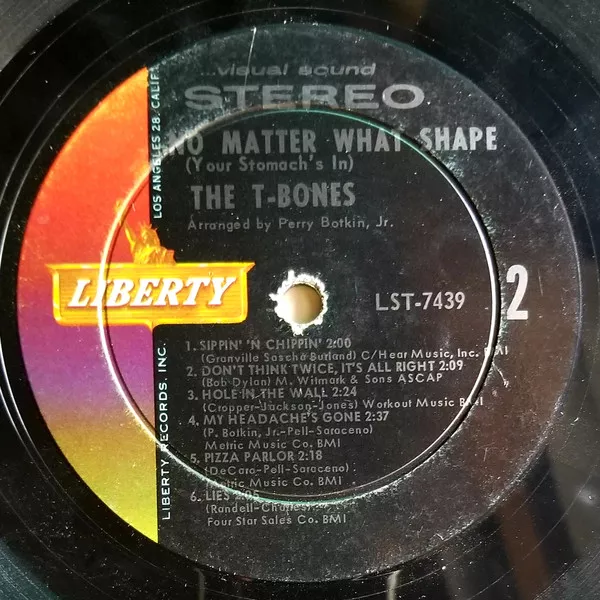 ...visual sound
STEREO
NO MATTER WHAT SHAPE
(Your Stomach's In)
THE T-BONES
Arranged by Perry Botkin, Jr.
LIBERTY
LST-7439
2
1. SIPPIN' 'N CHIPPIN' 2:00
(Granville Sascha Burland) C/Hear Music, Inc. BMI
2. DON'T THINK TWICE, IT'S ALL RIGHT 2:09
(Bob Dylan) M. Witmark & Sons ASCAP
3. HOLE IN THE WALL 2:24
(Cropper-Jackson-Jones) Workout Music BMI
4. MY HEADACHE'S GONE 2:37
(P. Botkin, Jr.-Pell-Saraceno)
Metric Music Co. BMI
5. PIZZA PARLOR 2:18
(DeCaro-Pell-Saraceno)
Metric Music Co. BMI
6. LIES 2:05
(Randell-Charles)
Four Star Sales Co. BMI
LIBERTY RECORDS, INC.
LOS ANGELES 28, CALIF